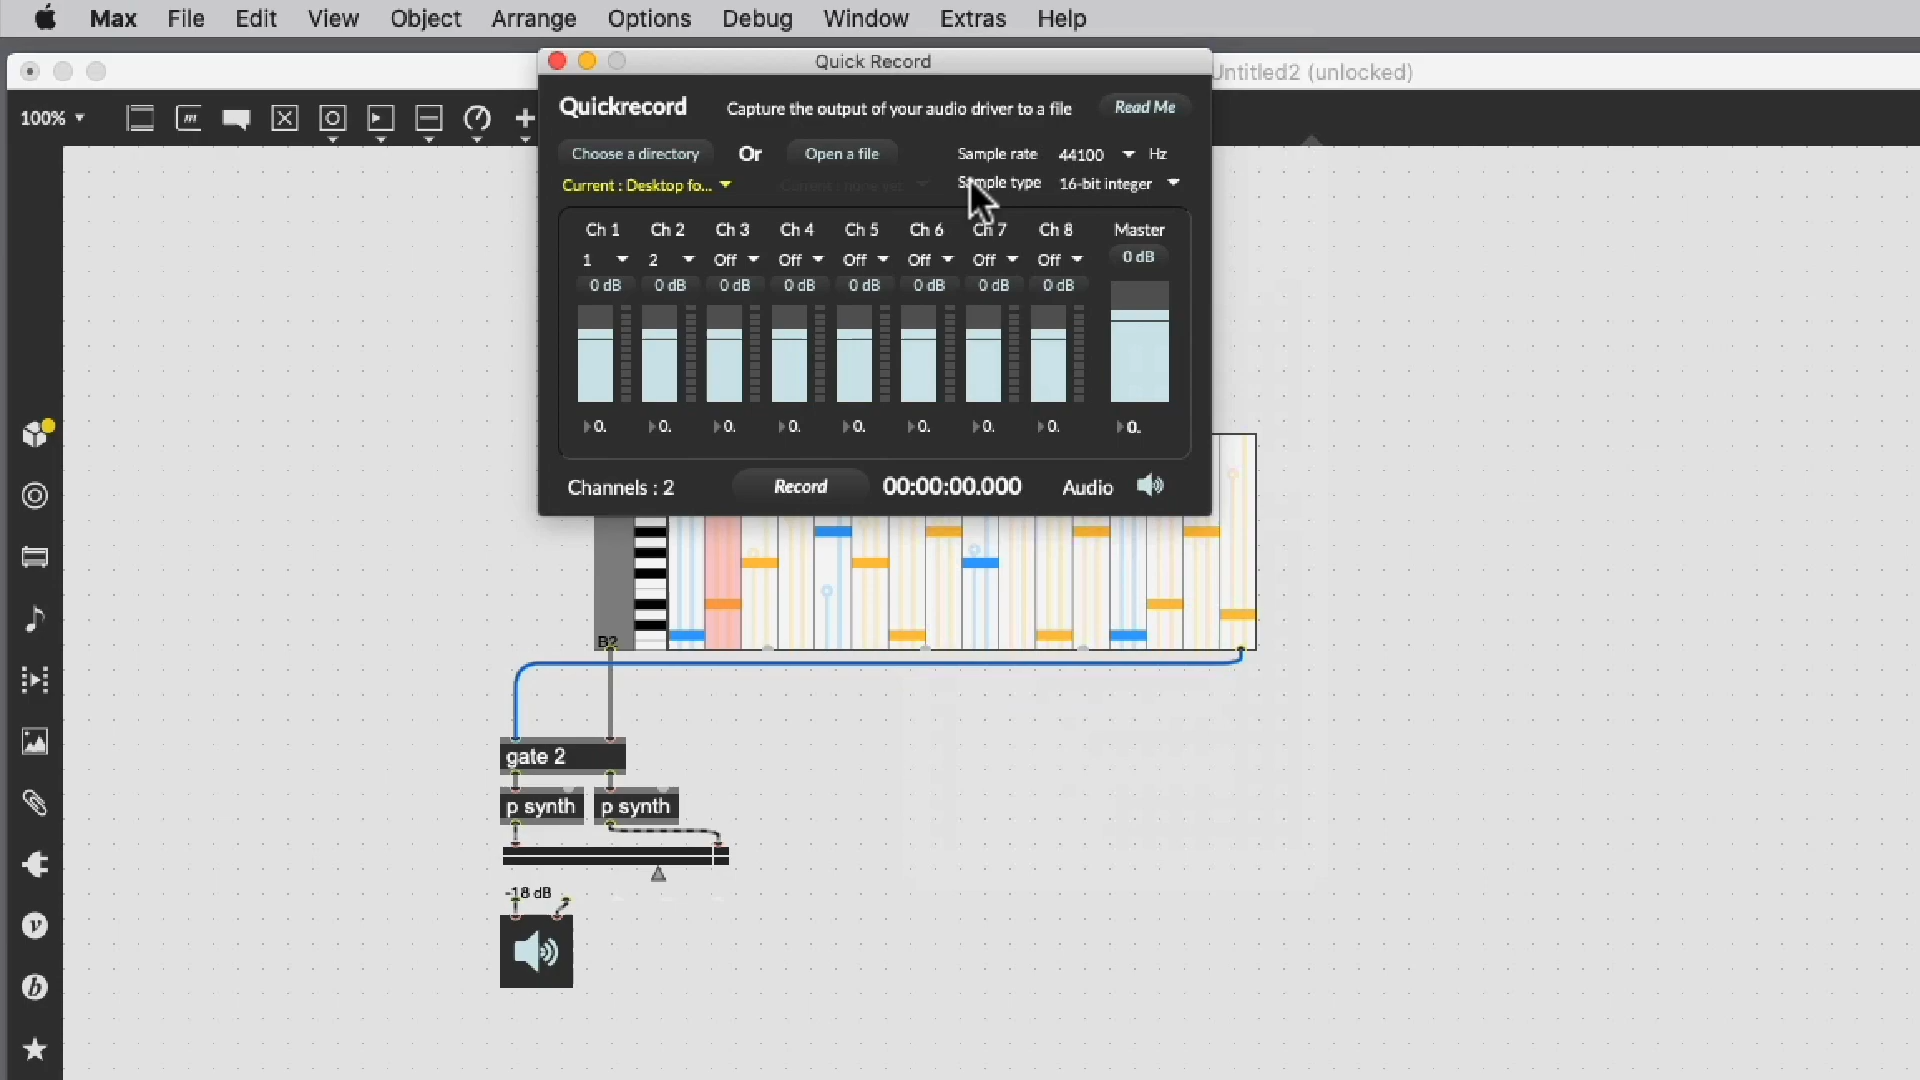 Max File Edit View Object Arrange Options Debug Window Extras Help
Quick Record
Untitled2 (unlocked)
100%
Quickrecord Capture the output of your audio driver to a file Read Me
Choose a directory Or Open a file Sample rate 44100 Hz
Current : Desktop fo... Current : none yet Sample type 16-bit integer
Ch 1 Ch 2 Ch 3 Ch 4 Ch 5 Ch 6 Ch 7 Ch 8 Master
1 2 Off Off Off Off Off Off 0 dB
0 dB 0 dB 0 dB 0 dB 0 dB 0 dB 0 dB 0 dB
0. 0. 0. 0. 0. 0. 0. 0. 0.
Channels : 2 Record 00:00:00.000 Audio
B2
gate 2
p synth p synth
-18 dB